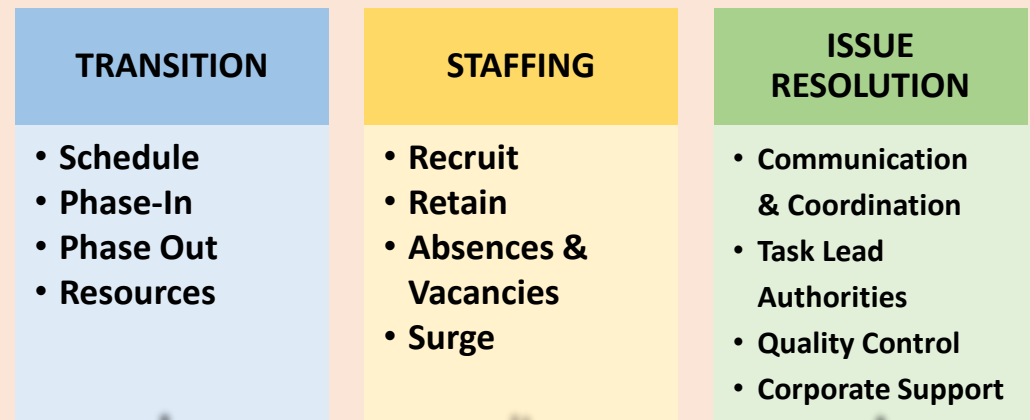 TRANSITION
• Schedule
• Phase-In
• Phase Out
• Resources
STAFFING
• Recruit
• Retain
• Absences &
Vacancies
• Surge
ISSUE
RESOLUTION
• Communication
& Coordination
• Task Lead
Authorities
• Quality Control
• Corporate Support